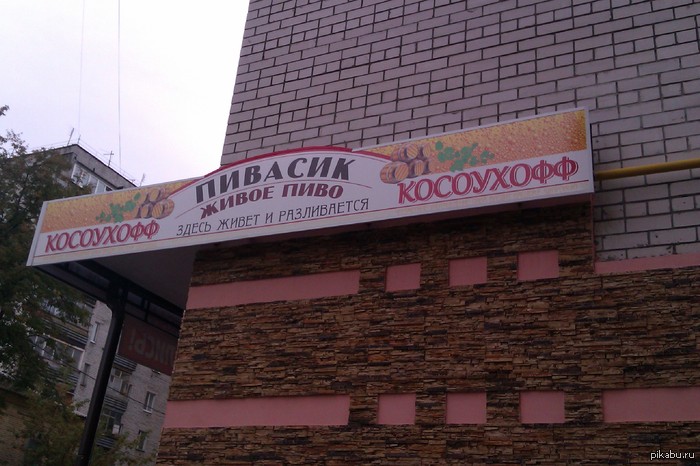 ПИВАСИК
ЖИВОЕ ПИВО
ЗДЕСЬ ЖИВЕТ И РАЗЛИВАЕТСЯ
КОСОУХОФФ
КОСОУХОФФ
pikabu.ru